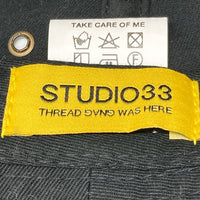 TAKE CARE OF ME
STUDIO33
THREAD GVNG WAS HERE